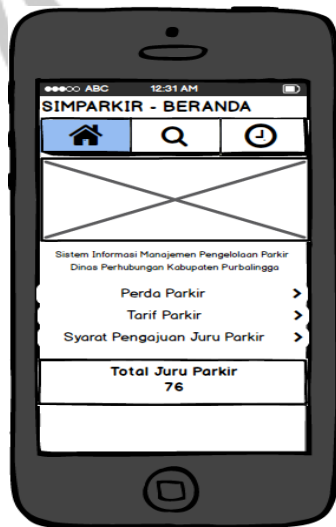 ABC 12:31 AM
SIMPARKIR - BERANDA
Sistem Informasi Manajemen Pengelolaan Parkir
Dinas Perhubungan Kabupaten Purbalingga
Perda Parkir >
Tarif Parkir >
Syarat Pengajuan Juru Parkir >
Total Juru Parkir
76